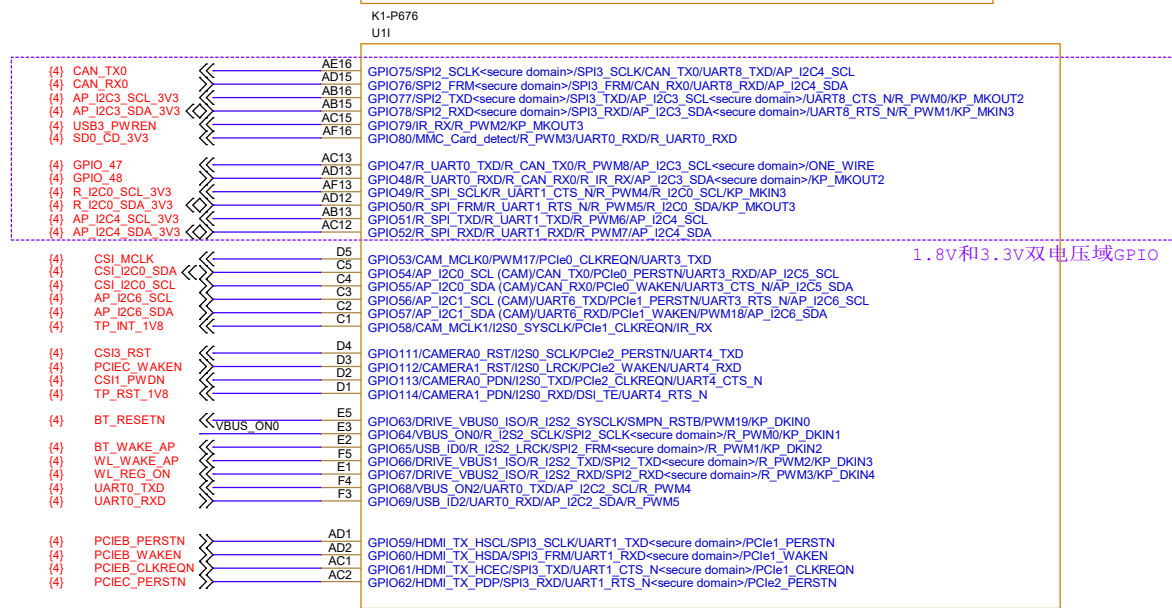 K1-P676
U1I
{4} CAN_TX0 AE16 GPIO75/SPI2_SCLK<secure domain>/SPI3_SCLK/CAN_TX0/UART8_TXD/AP_I2C4_SCL
{4} CAN_RX0 AD15 GPIO76/SPI2_FRM<secure domain>/SPI3_FRM/CAN_RX0/UART8_RXD/AP_I2C4_SDA
{4} AP_I2C3_SCL_3V3 AB16 GPIO77/SPI2_TXD<secure domain>/SPI3_TXD/AP_I2C3_SCL<secure domain>/UART8_CTS_N/R_PWM0/KP_MKOUT2
{4} AP_I2C3_SDA_3V3 AB15 GPIO78/SPI2_RXD<secure domain>/SPI3_RXD/AP_I2C3_SDA<secure domain>/UART8_RTS_N/R_PWM1/KP_MKIN3
{4} USB3_PWREN AC15 GPIO79/IR_RX/R_PWM2/KP_MKOUT3
{4} SD0_CD_3V3 AF16 GPIO80/MMC_Card_detect/R_PWM3/UART0_RXD/R_UART0_RXD
{4} GPIO_47 AC13 GPIO47/R_UART0_TXD/R_CAN_TX0/R_PWM8/AP_I2C3_SCL<secure domain>/ONE_WIRE
{4} GPIO_48 AD13 GPIO48/R_UART0_RXD/R_CAN_RX0/R_IR_RX/AP_I2C3_SDA<secure domain>/KP_MKOUT2
{4} R_I2C0_SCL_3V3 AF13 GPIO49/R_SPI_SCLK/R_UART1_CTS_N/R_PWM4/R_I2C0_SCL/KP_MKIN3
{4} R_I2C0_SDA_3V3 AD12 GPIO50/R_SPI_FRM/R_UART1_RTS_N/R_PWM5/R_I2C0_SDA/KP_MKOUT3
{4} AP_I2C4_SCL_3V3 AB13 GPIO51/R_SPI_TXD/R_UART1_TXD/R_PWM6/AP_I2C4_SCL
{4} AP_I2C4_SDA_3V3 AC12 GPIO52/R_SPI_RXD/R_UART1_RXD/R_PWM7/AP_I2C4_SDA
1.8V和3.3V双电压域GPIO
{4} CSI_MCLK D5 GPIO53/CAM_MCLK0/PWM17/PCIe0_CLKREQN/UART3_TXD
{4} CSI_I2C0_SDA C5 GPIO54/AP_I2C0_SCL (CAM)/CAN_TX0/PCIe0_PERSTN/UART3_RXD/AP_I2C5_SCL
{4} CSI_I2C0_SCL C4 GPIO55/AP_I2C0_SDA (CAM)/CAN_RX0/PCIe0_WAKEN/UART3_CTS_N/AP_I2C5_SDA
{4} AP_I2C6_SCL C3 GPIO56/AP_I2C1_SCL (CAM)/UART6_TXD/PCIe1_PERSTN/UART3_RTS_N/AP_I2C6_SCL
{4} AP_I2C6_SDA C2 GPIO57/AP_I2C1_SDA (CAM)/UART6_RXD/PCIe1_WAKEN/PWM18/AP_I2C6_SDA
{4} TP_INT_1V8 C1 GPIO58/CAM_MCLK1/I2S0_SYSCLK/PCIe1_CLKREQN/IR_RX
{4} CSI3_RST D4 GPIO111/CAMERA0_RST/I2S0_SCLK/PCIe2_PERSTN/UART4_TXD
{4} PCIEC_WAKEN D3 GPIO112/CAMERA1_RST/I2S0_LRCK/PCIe2_WAKEN/UART4_RXD
{4} CSI1_PWDN D2 GPIO113/CAMERA0_PDN/I2S0_TXD/PCIe2_CLKREQN/UART4_CTS_N
{4} TP_RST_1V8 D1 GPIO114/CAMERA1_PDN/I2S0_RXD/DSI_TE/UART4_RTS_N
{4} BT_RESETN E5 GPIO63/DRIVE_VBUS0_ISO/R_I2S2_SYSCLK/SMPN_RSTB/PWM19/KP_DKIN0
VBUS_ON0 E3 GPIO64/VBUS_ON0/R_I2S2_SCLK/SPI2_SCLK<secure domain>/R_PWM0/KP_DKIN1
{4} BT_WAKE_AP E2 GPIO65/USB_ID0/R_I2S2_LRCK/SPI2_FRM<secure domain>/R_PWM1/KP_DKIN2
{4} WL_WAKE_AP F5 GPIO66/DRIVE_VBUS1_ISO/R_I2S2_TXD/SPI2_TXD<secure domain>/R_PWM2/KP_DKIN3
{4} WL_REG_ON E1 GPIO67/DRIVE_VBUS2_ISO/R_I2S2_RXD/SPI2_RXD<secure domain>/R_PWM3/KP_DKIN4
{4} UART0_TXD F4 GPIO68/VBUS_ON2/UART0_TXD/AP_I2C2_SCL/R_PWM4
{4} UART0_RXD F3 GPIO69/USB_ID2/UART0_RXD/AP_I2C2_SDA/R_PWM5
{4} PCIEB_PERSTN AD1 GPIO59/HDMI_TX_HSCL/SPI3_SCLK/UART1_TXD<secure domain>/PCIe1_PERSTN
{4} PCIEB_WAKEN AD2 GPIO60/HDMI_TX_HSDA/SPI3_FRM/UART1_RXD<secure domain>/PCIe1_WAKEN
{4} PCIEB_CLKREQN AC1 GPIO61/HDMI_TX_HCEC/SPI3_TXD/UART1_CTS_N<secure domain>/PCIe1_CLKREQN
{4} PCIEC_PERSTN AC2 GPIO62/HDMI_TX_PDP/SPI3_RXD/UART1_RTS_N<secure domain>/PCIe2_PERSTN